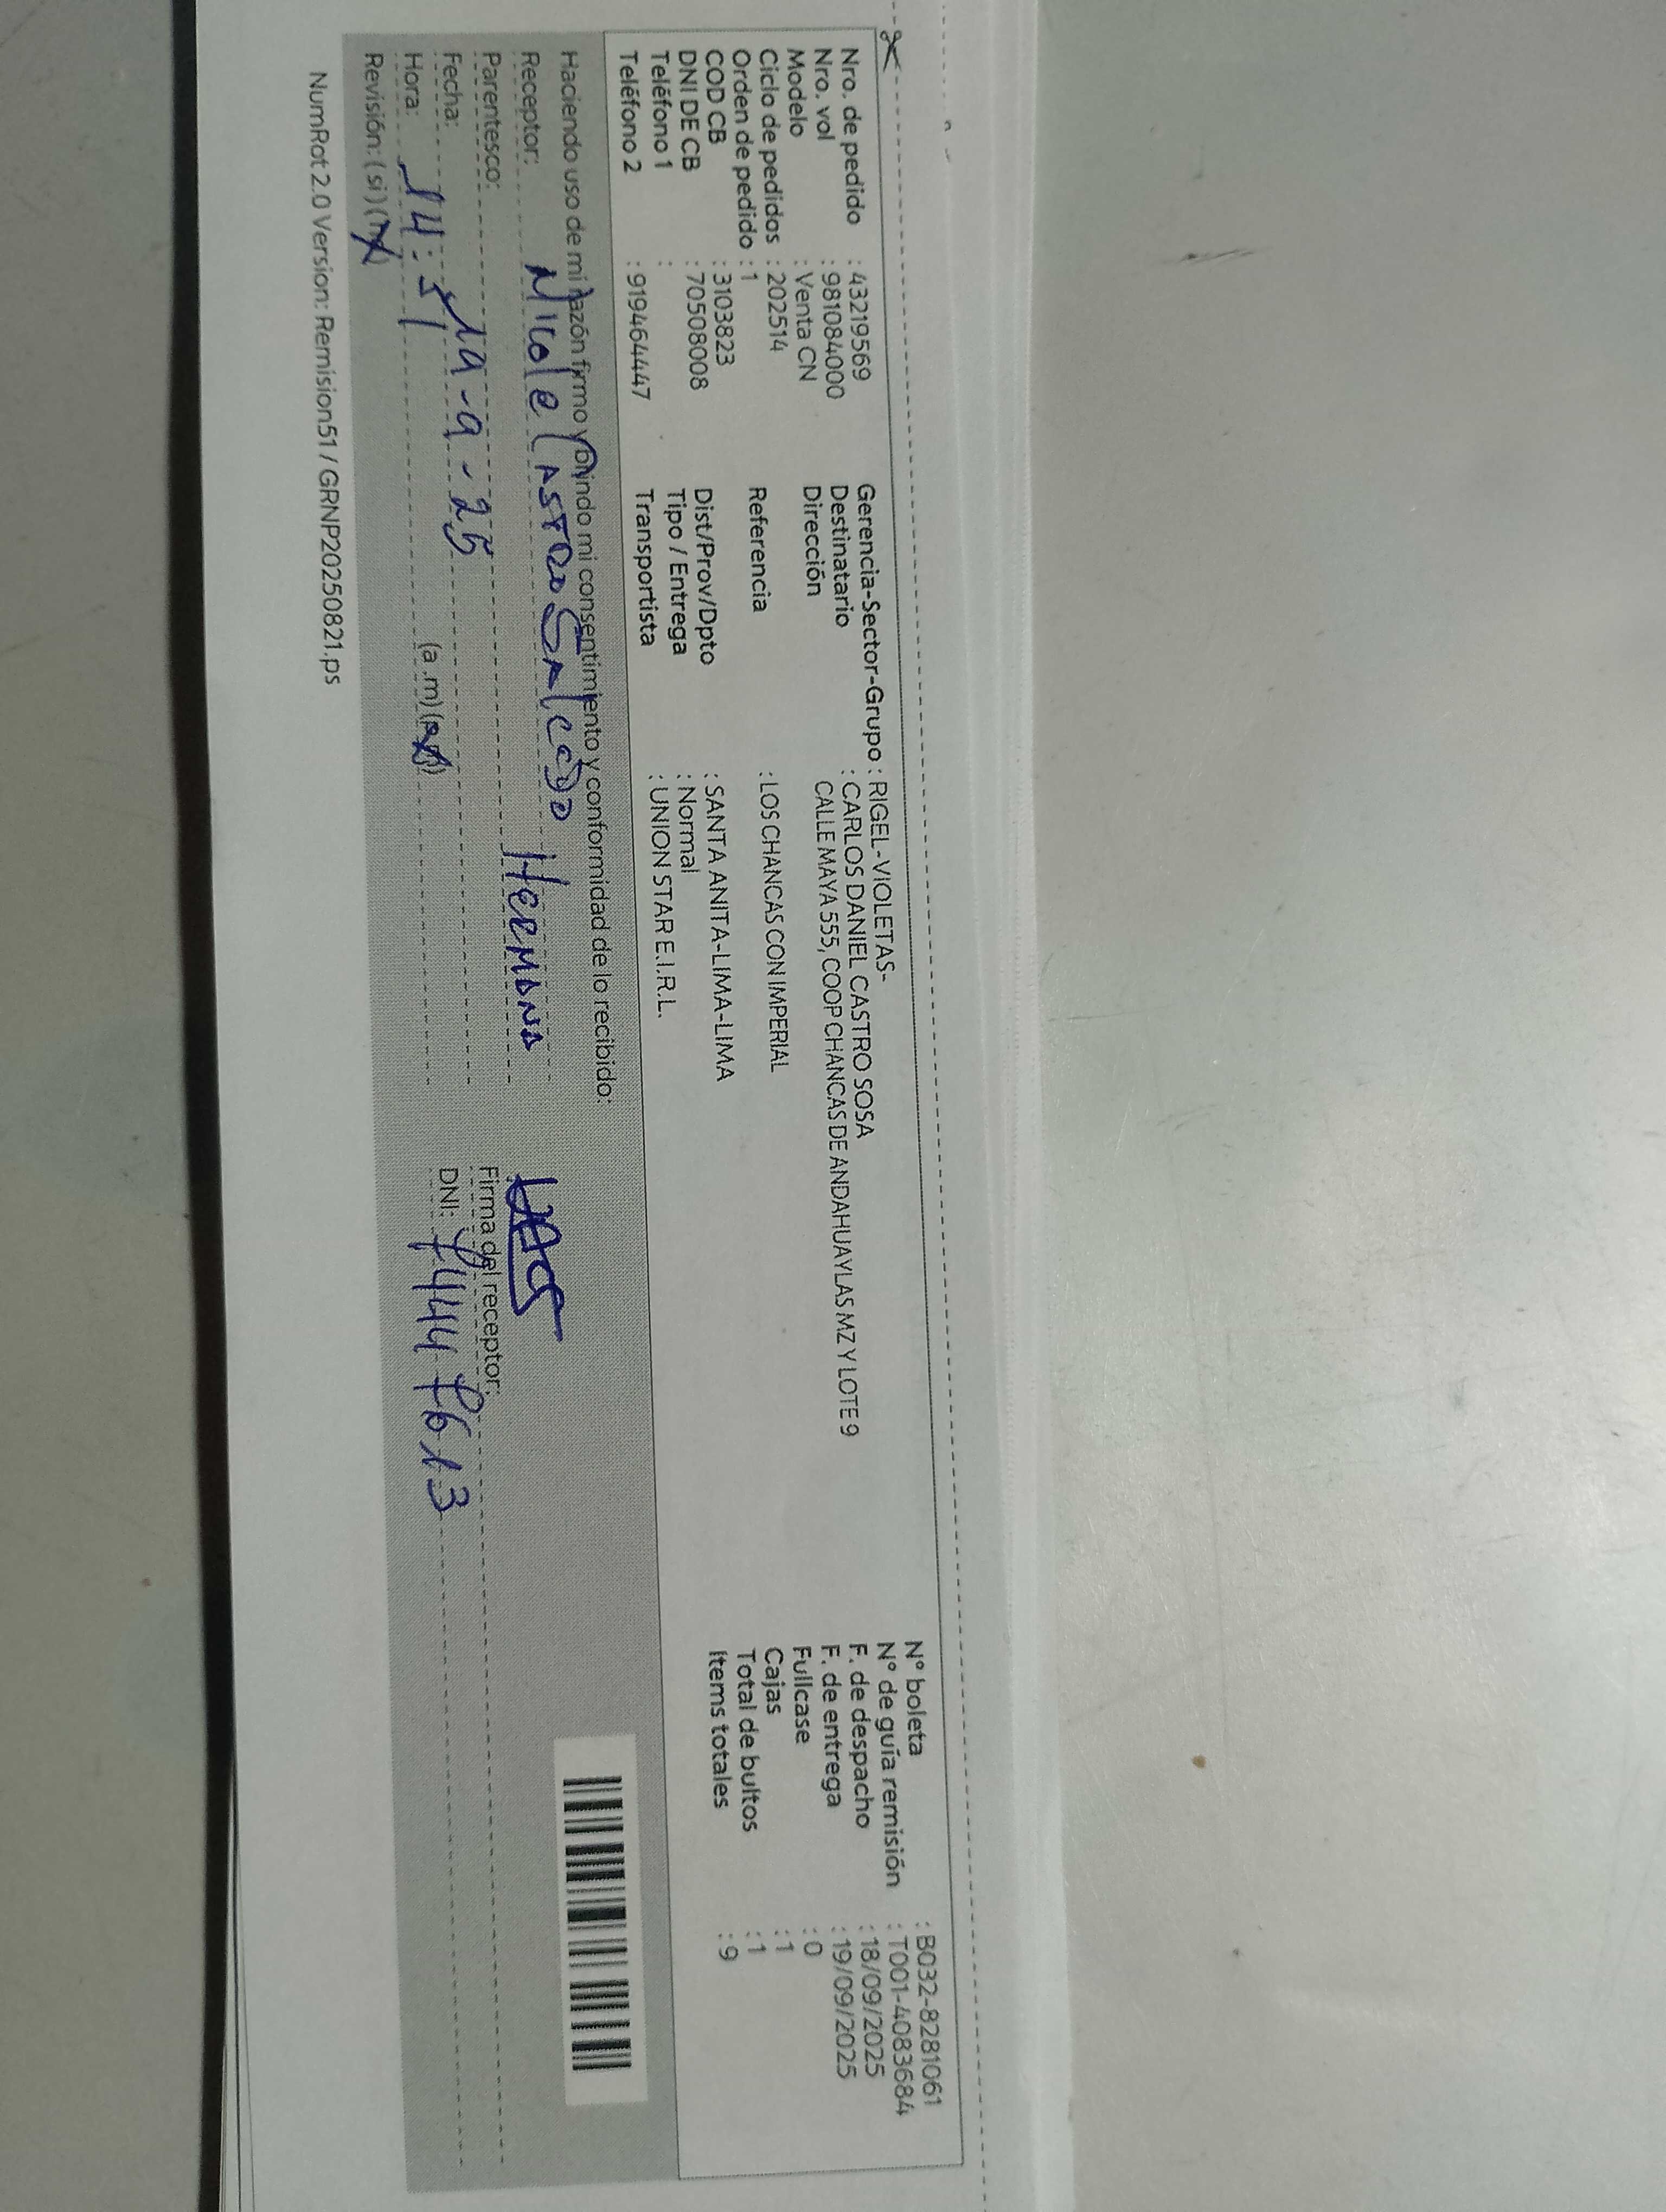 Nro. de pedido : 43219569
Nro. vol : 981084000
Modelo : Venta CN
Ciclo de pedidos : 202514
Orden de pedido : 1
COD CB : 3103823
DNI DE CB : 70508008
Teléfono 1 :
Teléfono 2 : 919464447
Gerencia-Sector-Grupo : RIGEL-VIOLETAS-
Destinatario : CARLOS DANIEL CASTRO SOSA
Dirección CALLE MAYA 555, COOP CHANCAS DE ANDAHUAYLAS MZ Y LOTE 9
Referencia : LOS CHANCAS CON IMPERIAL
Dist/Prov/Dpto : SANTA ANITA-LIMA-LIMA
Tipo / Entrega : Normal
Transportista : UNION STAR E.I.R.L.
N° boleta : B032-8281061
N° de guía remisión : T001-4083684
F. de despacho : 18/09/2025
F. de entrega : 19/09/2025
Fullcase : 0
Cajas : 1
Total de bultos : 1
Items totales : 9
Haciendo uso de mi razón firmo y brindo mi consentimiento y conformidad de lo recibido:
Receptor: Nicole CASTRO SAlCEDO
Parentesco: HERMANA
Fecha: 19-9-25
Hora: 14:51 (a.m) (p.m)
Revisión: (si) (no)
Firma del receptor:
DNI: 74447613
NumRot 2.0 Version: Remision51 / GRNP20250821.ps